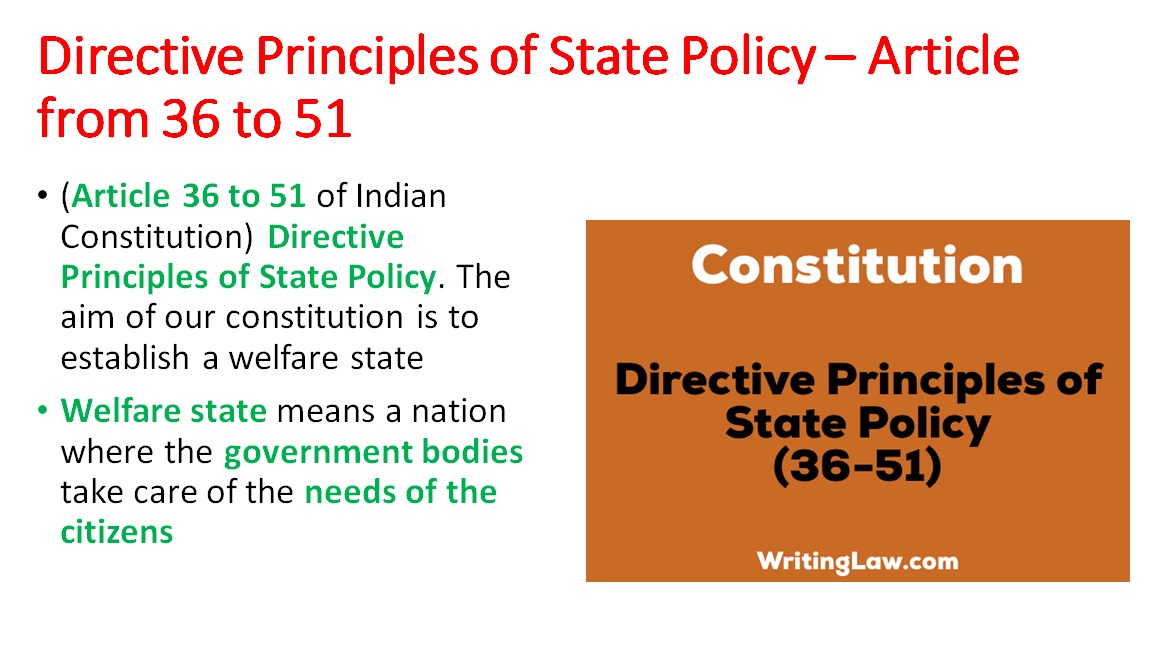 Directive Principles of State Policy – Article
from 36 to 51
• (Article 36 to 51 of Indian
Constitution) Directive
Principles of State Policy. The
aim of our constitution is to
establish a welfare state
• Welfare state means a nation
where the government bodies
take care of the needs of the
citizens
Constitution
Directive Principles of
State Policy
(36-51)
WritingLaw.com